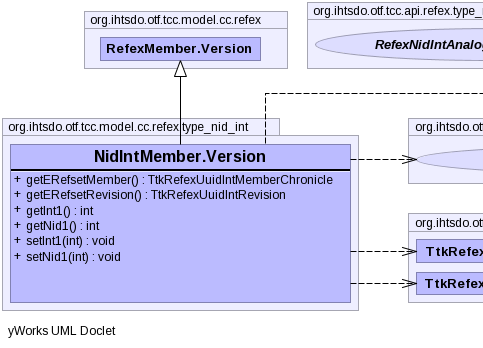 org.ihtsdo.otf.tcc.model.cc.refex
RefexMember.Version
org.ihtsdo.otf.tcc.api.refex.type_
RefexNidIntAnalog
org.ihtsdo.otf.tcc.model.cc.refex.type_nid_int
NidIntMember.Version
+ getERefsetMember() : TtkRefexUuidIntMemberChronicle
+ getERefsetRevision() : TtkRefexUuidIntRevision
+ getInt1() : int
+ getNid1() : int
+ setInt1(int) : void
+ setNid1(int) : void
org.ihtsdo.ot
org.ihtsdo.ot
TtkRefex
TtkRefex
yWorks UML Doclet